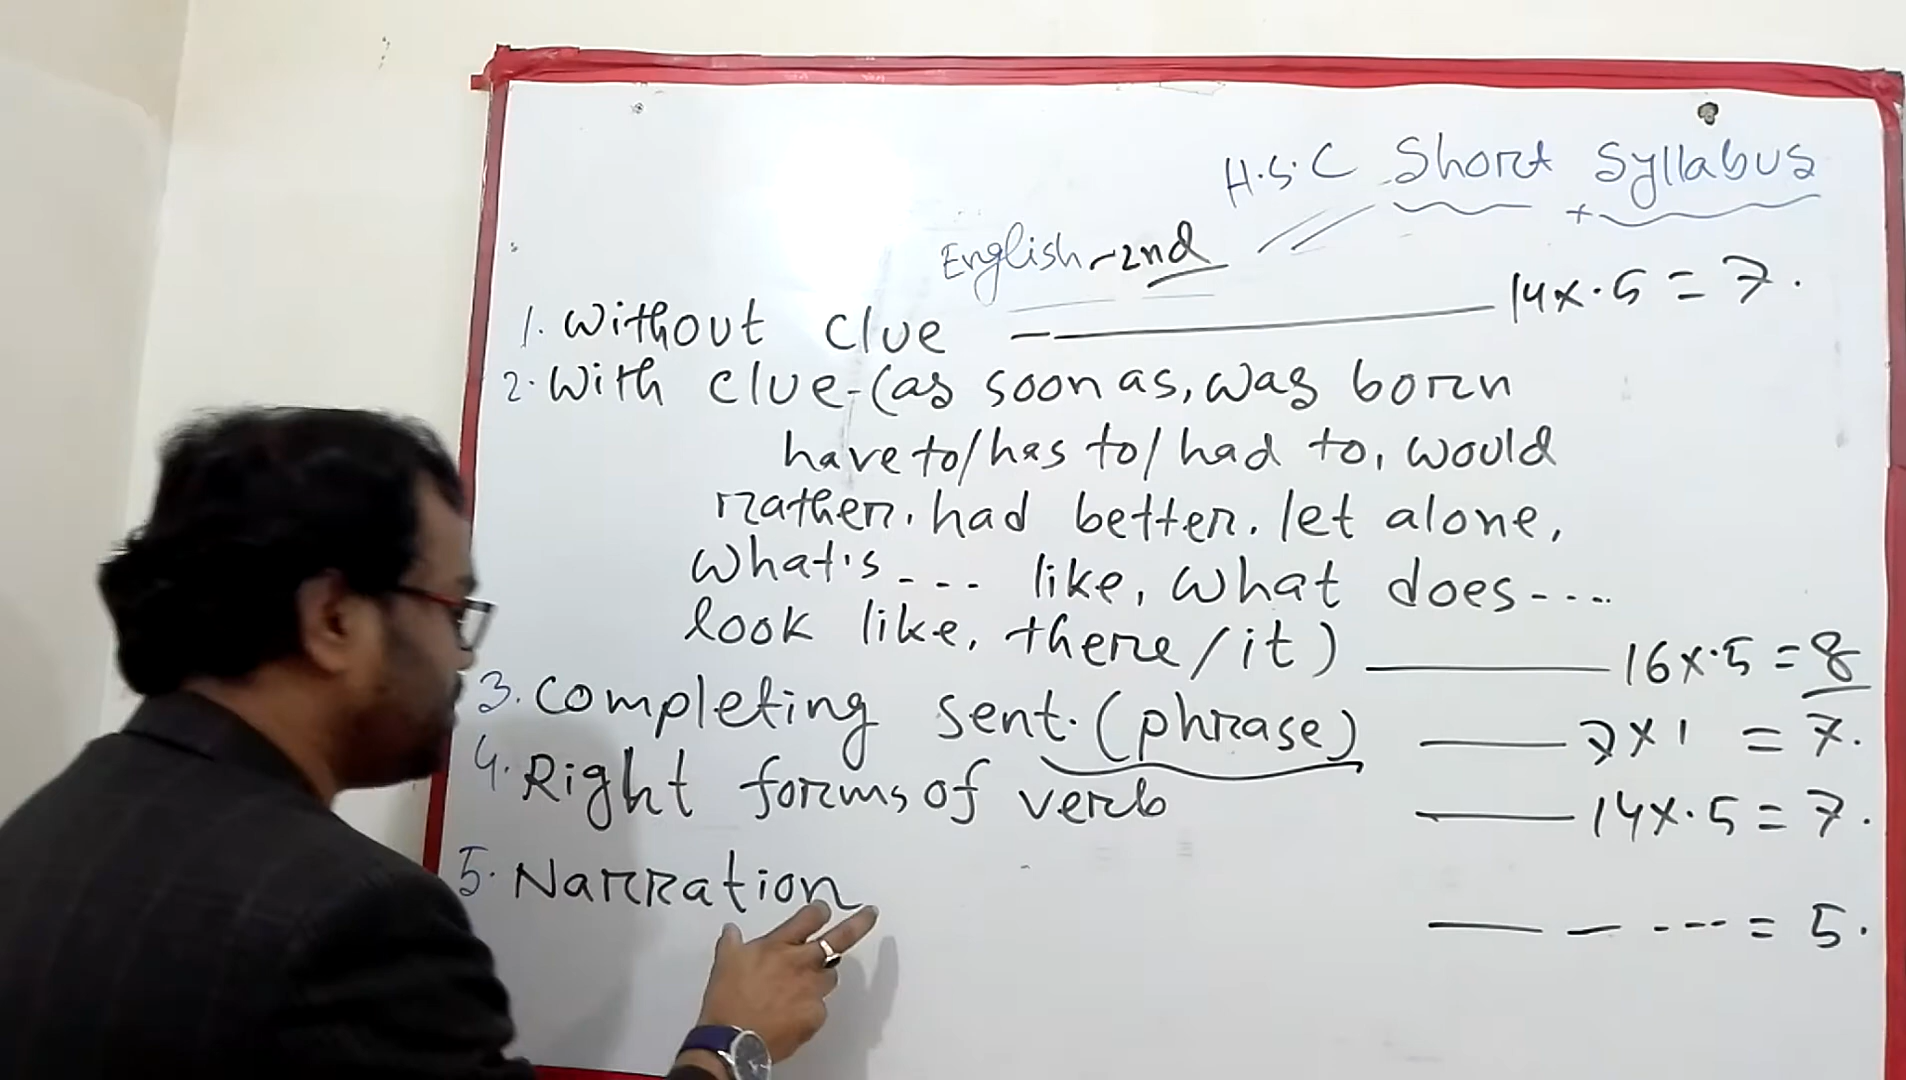 H.S.C Short Syllabus
English-2nd
1. Without clue —— 14x.5 = 7.
2. With clue-(as soon as, was born
have to/has to/had to, would
rather. had better. let alone,
What's --- like, What does----
look like, there/it) —— 16x.5 = 8
3. Completing sent. (phrase) —— 7x1 = 7.
4. Right forms of verb —— 14x.5 = 7.
5. Narration —— — --- = 5.